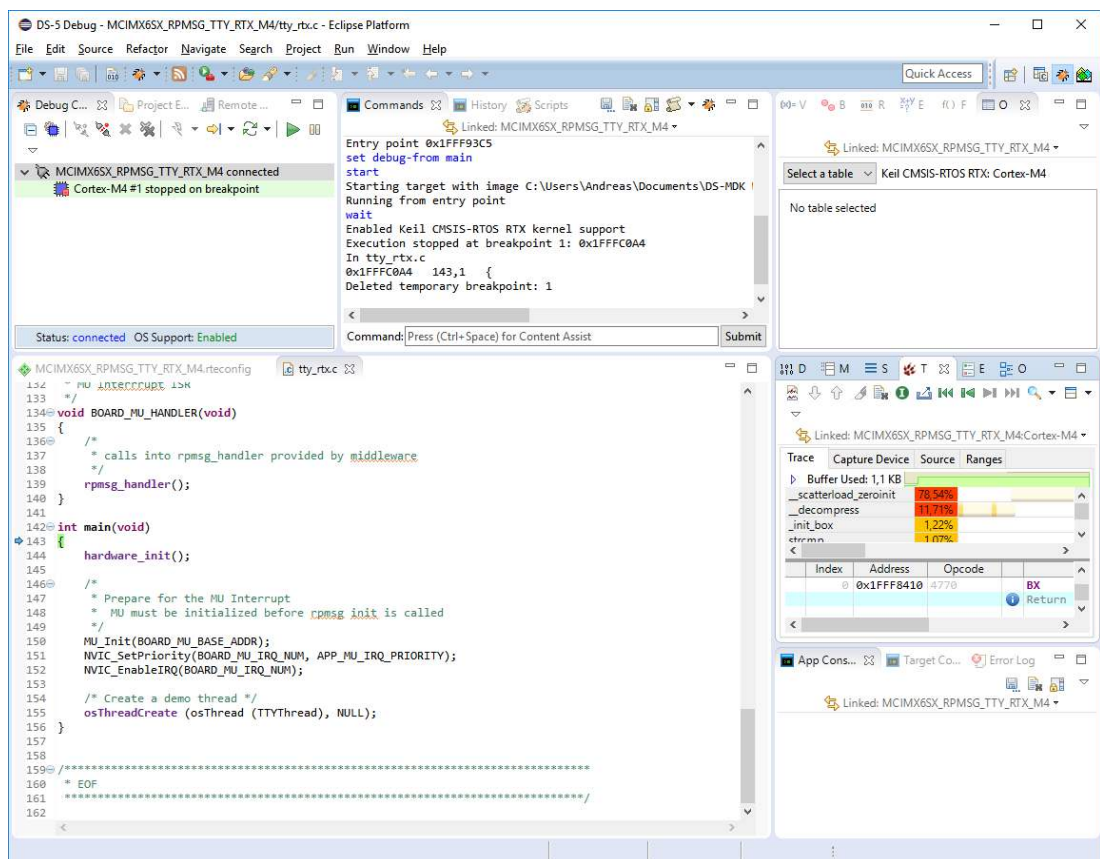 DS-5 Debug - MCIMX6SX_RPMSG_TTY_RTX_M4/tty_rtx.c - Eclipse Platform
File Edit Source Refactor Navigate Search Project Run Window Help
Quick Access
Debug C... Project E... Remote ...
MCIMX6SX_RPMSG_TTY_RTX_M4 connected
Cortex-M4 #1 stopped on breakpoint
Status: connected OS Support: Enabled
Commands History Scripts
Linked: MCIMX6SX_RPMSG_TTY_RTX_M4
Entry point 0x1FFF93C5
set debug-from main
start
Starting target with image C:\Users\Andreas\Documents\DS-MDK
Running from entry point
wait
Enabled Keil CMSIS-RTOS RTX kernel support
Execution stopped at breakpoint 1: 0x1FFFC0A4
In tty_rtx.c
0x1FFFC0A4 143,1 {
Deleted temporary breakpoint: 1
Command: Press (Ctrl+Space) for Content Assist Submit
(x)= V B R F O
Linked: MCIMX6SX_RPMSG_TTY_RTX_M4
Select a table Keil CMSIS-RTOS RTX: Cortex-M4
No table selected
MCIMX6SX_RPMSG_TTY_RTX_M4.rteconfig tty_rtx.c
132 * MU Interrrupt ISR
133 */
134 void BOARD_MU_HANDLER(void)
135 {
136 /*
137 * calls into rpmsg_handler provided by middleware
138 */
139 rpmsg_handler();
140 }
141
142 int main(void)
143 {
144 hardware_init();
145
146 /*
147 * Prepare for the MU Interrupt
148 * MU must be initialized before rpmsg init is called
149 */
150 MU_Init(BOARD_MU_BASE_ADDR);
151 NVIC_SetPriority(BOARD_MU_IRQ_NUM, APP_MU_IRQ_PRIORITY);
152 NVIC_EnableIRQ(BOARD_MU_IRQ_NUM);
153
154 /* Create a demo thread */
155 osThreadCreate (osThread (TTYThread), NULL);
156 }
157
158
159 /*******************************************************************************
160 * EOF
161 ******************************************************************************/
162
D M S T E O
Linked: MCIMX6SX_RPMSG_TTY_RTX_M4:Cortex-M4
Trace Capture Device Source Ranges
Buffer Used: 1,1 KB
__scatterload_zeroinit 78,54%
__decompress 11,71%
_init_box 1,22%
strcmp 1,07%
Index Address Opcode
0 0x1FFF8410 4770 BX
Return
App Cons... Target Co... Error Log
Linked: MCIMX6SX_RPMSG_TTY_RTX_M4